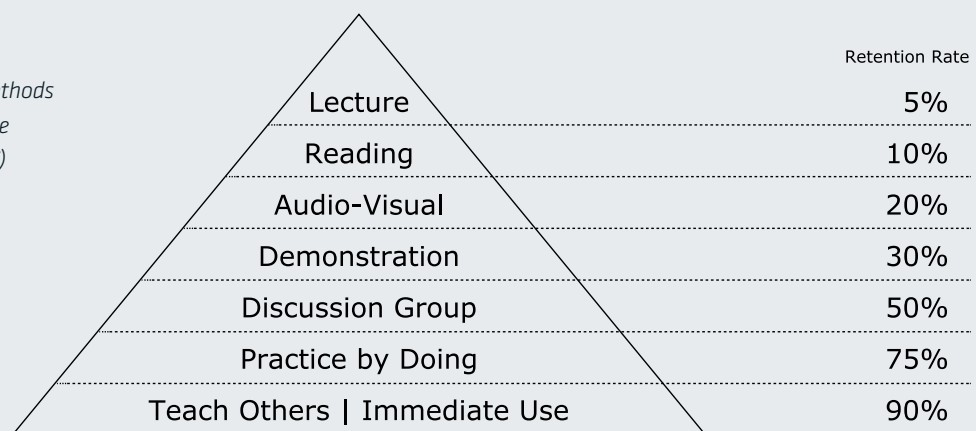 Retention Rate
Lecture 5%
Reading 10%
Audio-Visual 20%
Demonstration 30%
Discussion Group 50%
Practice by Doing 75%
Teach Others | Immediate Use 90%